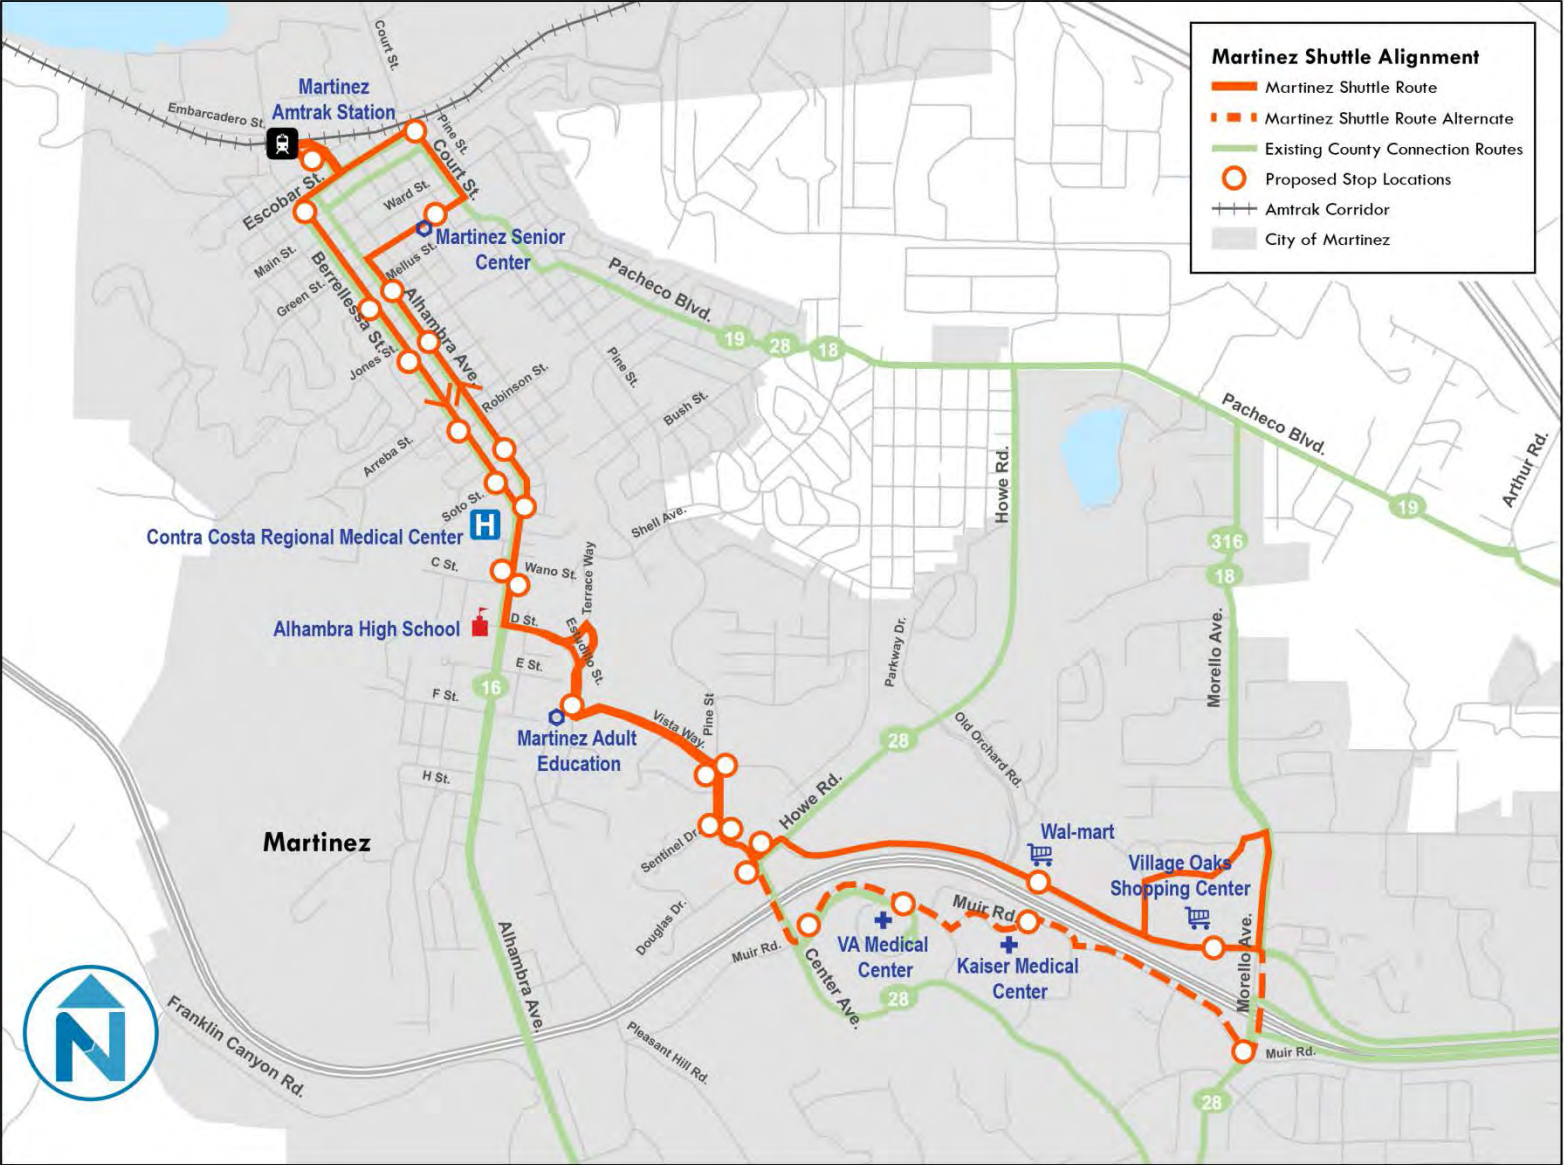 Court St.
Martinez
Amtrak Station
Embarcadero St.
Pine St.
Court St.
Escobar St.
Ward St.
Martinez Senior
Center
Mellus St.
Main St.
Green St.
Berrellessa St.
Alhambra Ave.
Jones St.
Robinson St.
Pine St.
Bush St.
Arreba St.
Soto St.
Shell Ave.
Pacheco Blvd.
19
28
18
Martinez Shuttle Alignment
Martinez Shuttle Route
Martinez Shuttle Route Alternate
Existing County Connection Routes
Proposed Stop Locations
Amtrak Corridor
City of Martinez
Pacheco Blvd.
Arthur Rd.
19
Howe Rd.
316
18
Morello Ave.
H
Contra Costa Regional Medical Center
C St.
Wano St.
Terrace Way
Alhambra High School
D St.
Estudillo St.
E St.
F St.
16
Parkway Dr.
Old Orchard Rd.
28
Martinez Adult
Education
Vista Way.
Pine St
H St.
Martinez
Howe Rd.
Sentinel Dr.
Wal-mart
Village Oaks
Shopping Center
Douglas Dr.
Muir Rd.
Muir Rd.
VA Medical
Center
Kaiser Medical
Center
Morello Ave.
Center Ave.
28
Alhambra Ave.
Pleasant Hill Rd.
Muir Rd.
28
Franklin Canyon Rd.
N